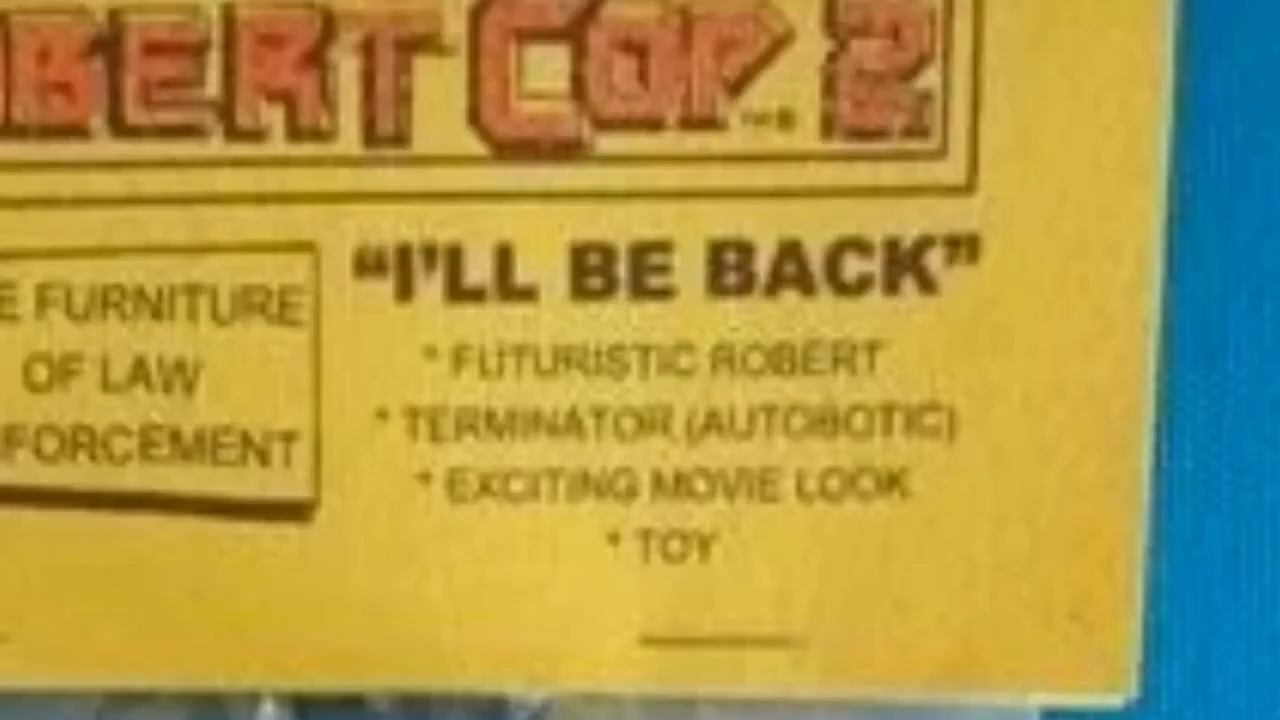 BERT COP 2
"I'LL BE BACK"
E FURNITURE
OF LAW
FORCEMENT
* FUTURISTIC ROBERT
* TERMINATOR (AUTOBOTIC)
* EXCITING MOVIE LOOK
* TOY